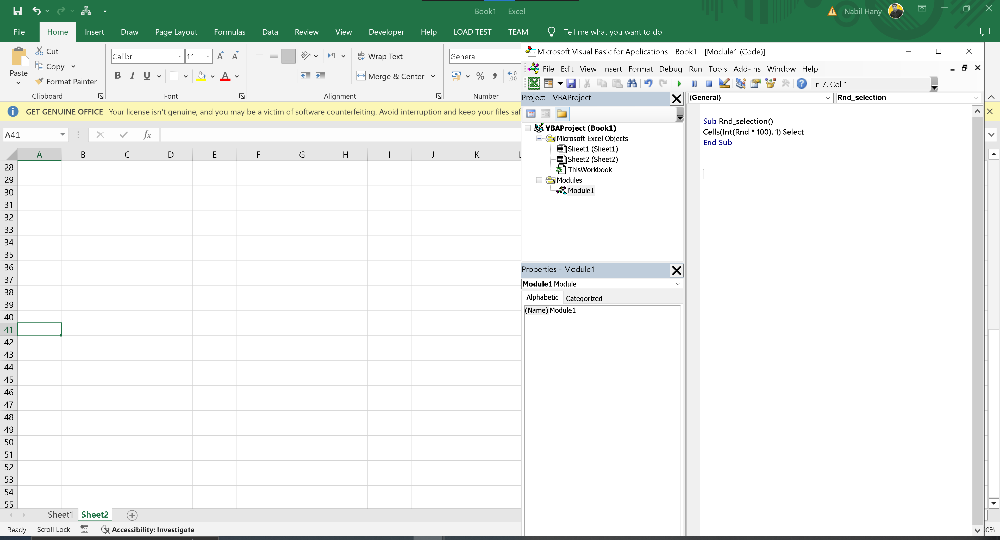 Book1 - Excel
Nabil Hany
File Home Insert Draw Page Layout Formulas Data Review View Developer Help LOAD TEST TEAM Tell me what you want to do
Paste
Cut
Copy
Format Painter
Clipboard
Calibri 11
B I U
Font
Wrap Text
Merge & Center
Alignment
General
Number
GET GENUINE OFFICE Your license isn't genuine, and you may be a victim of software counterfeiting. Avoid interruption and keep your files saf
A41
fx
A B C D E F G H I J K
28
29
30
31
32
33
34
35
36
37
38
39
40
41
42
43
44
45
46
47
48
49
50
51
52
53
54
55
Sheet1 Sheet2
Ready Scroll Lock Accessibility: Investigate
Microsoft Visual Basic for Applications - Book1 - [Module1 (Code)]
File Edit View Insert Format Debug Run Tools Add-Ins Window Help
Ln 7, Col 1
Project - VBAProject
VBAProject (Book1)
Microsoft Excel Objects
Sheet1 (Sheet1)
Sheet2 (Sheet2)
ThisWorkbook
Modules
Module1
Properties - Module1
Module1 Module
Alphabetic Categorized
(Name) Module1
(General) Rnd_selection
Sub Rnd_selection()
Cells(Int(Rnd * 100), 1).Select
End Sub